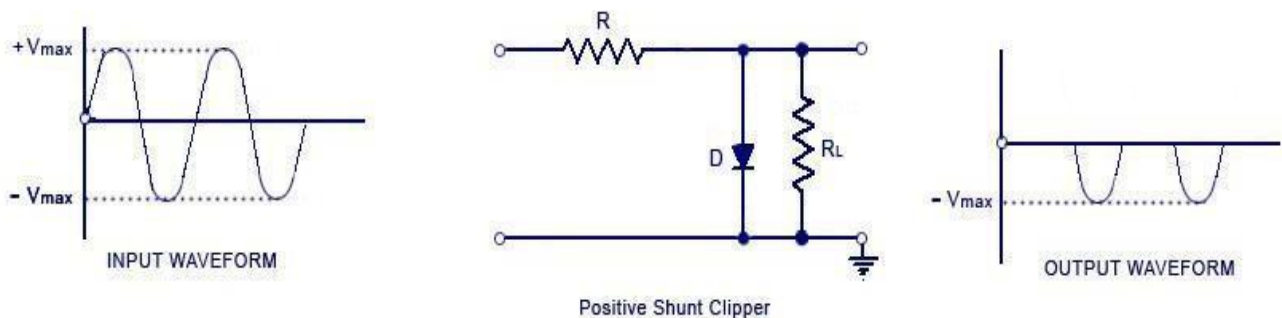 +Vmax
- Vmax
INPUT WAVEFORM
R
D
RL
Positive Shunt Clipper
- Vmax
OUTPUT WAVEFORM